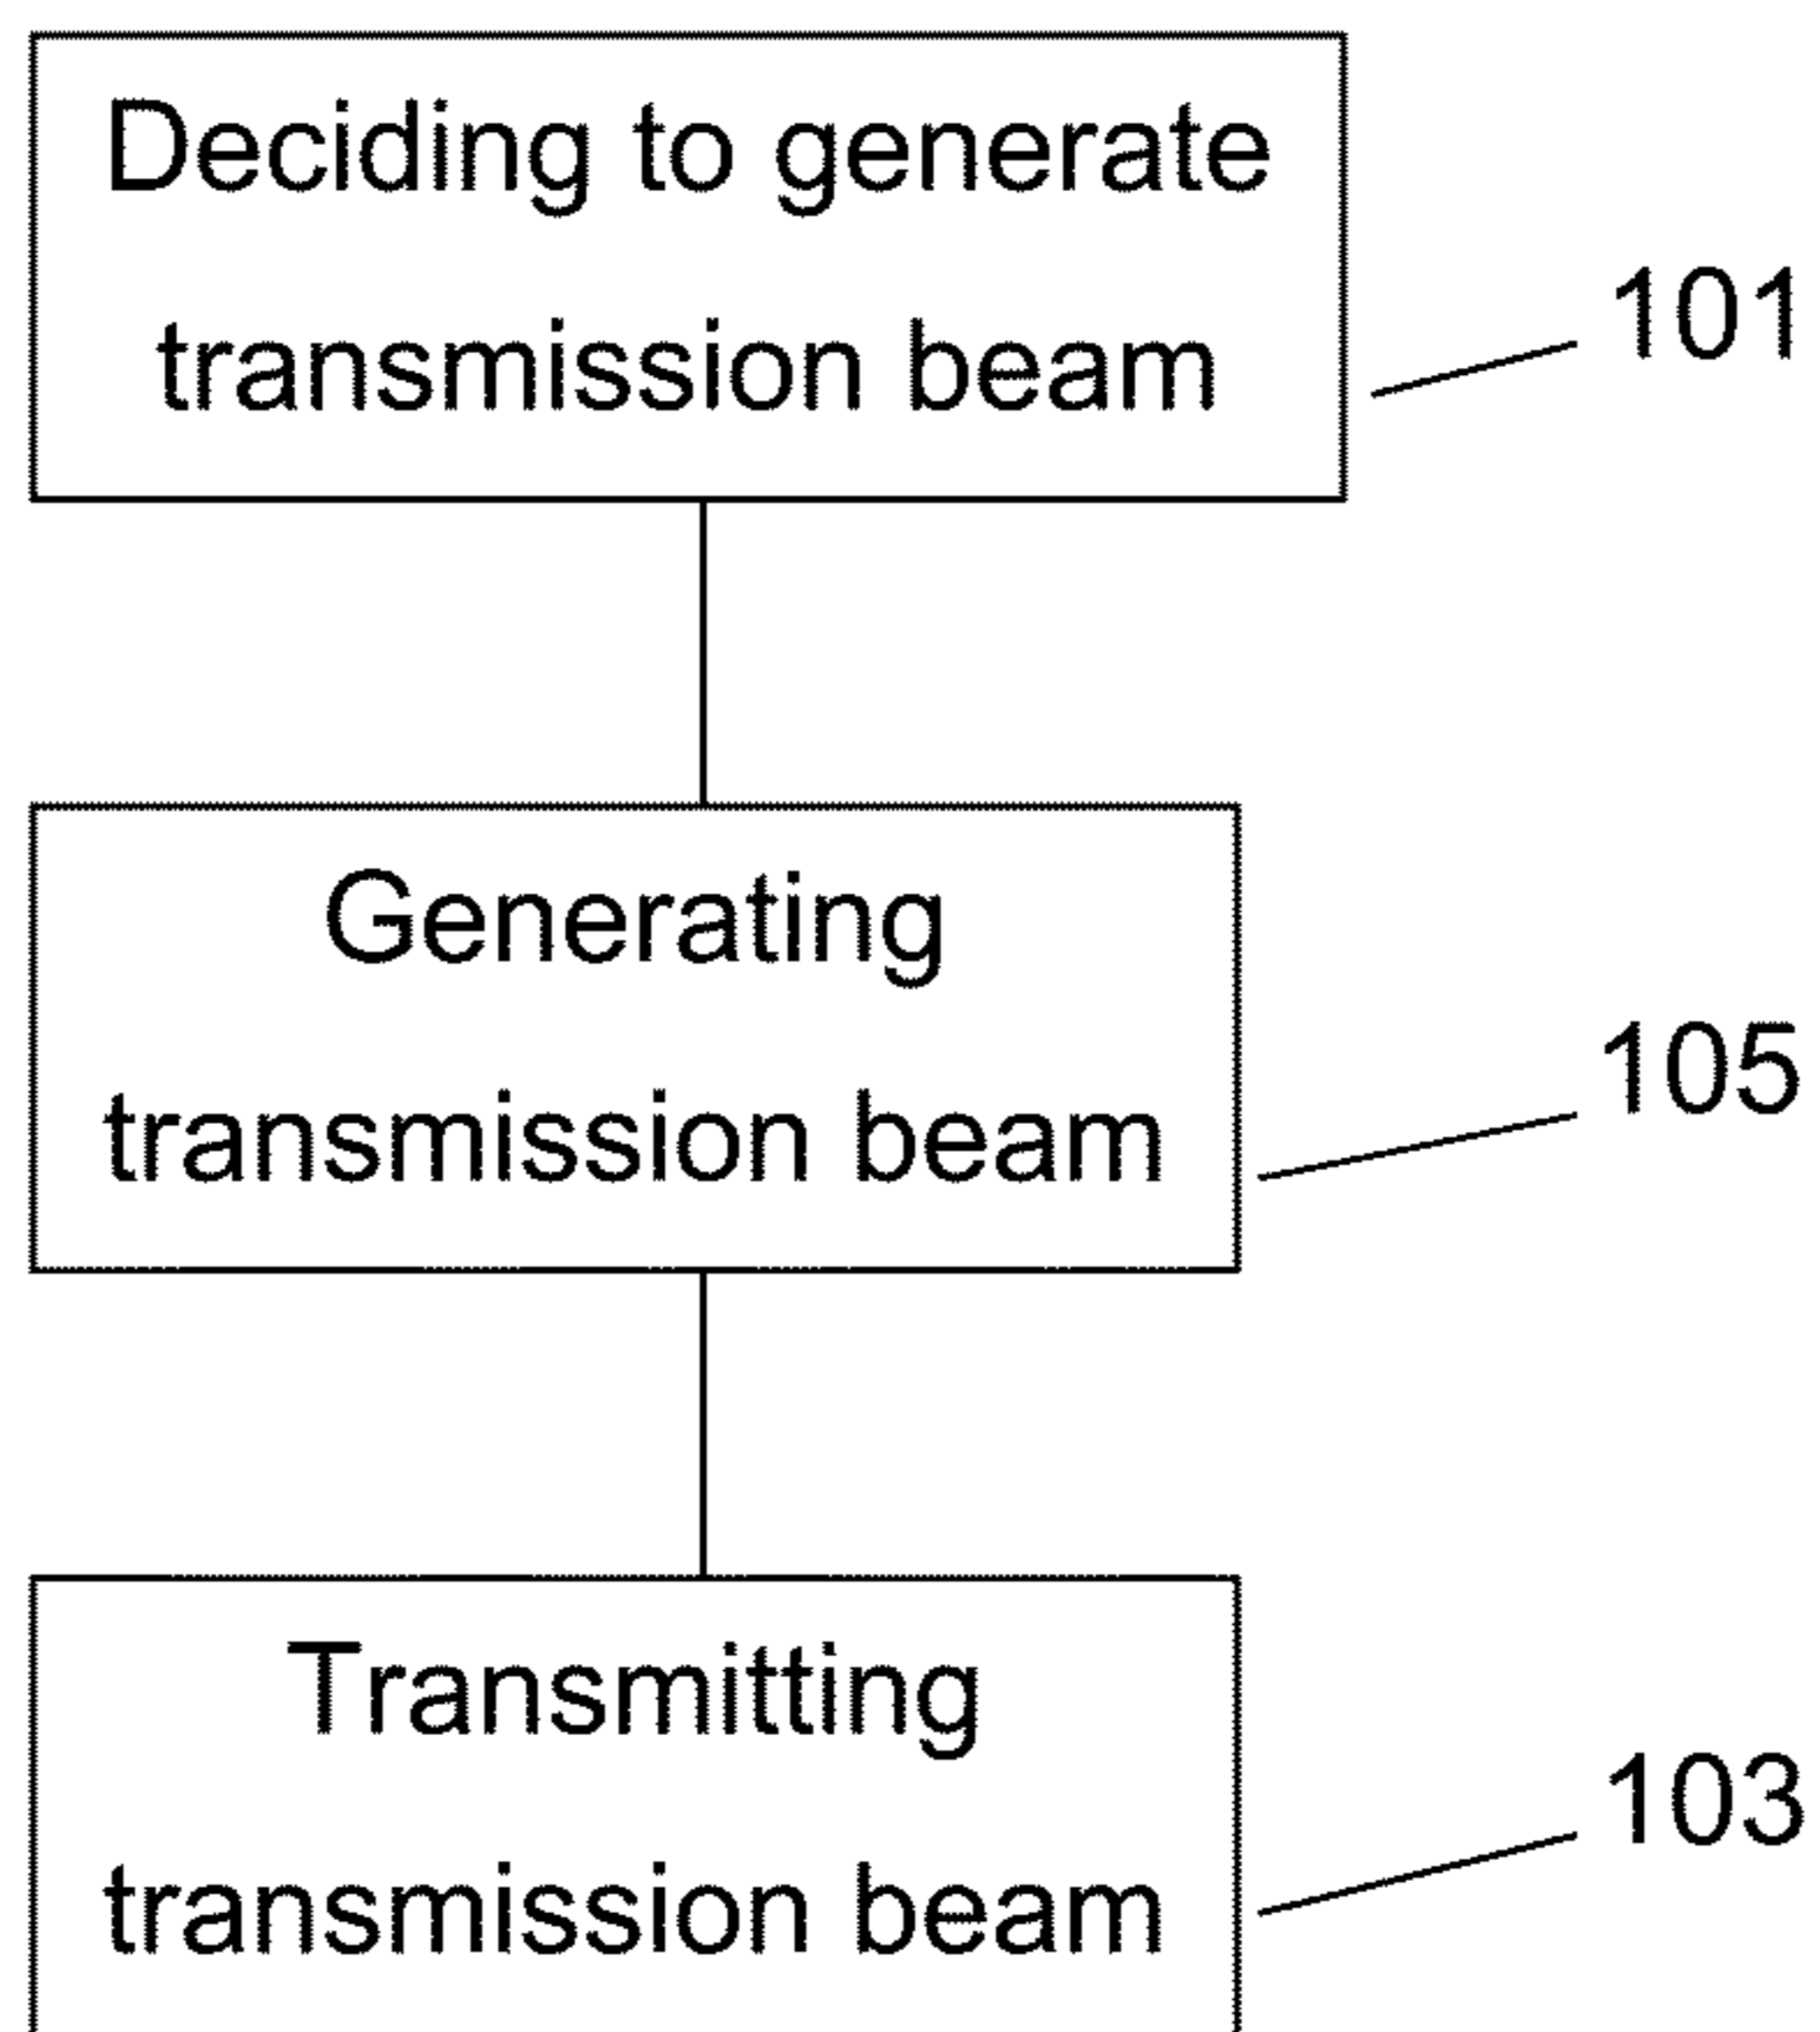 Deciding to generate
transmission beam
101
Generating
transmission beam
105
Transmitting
transmission beam
103